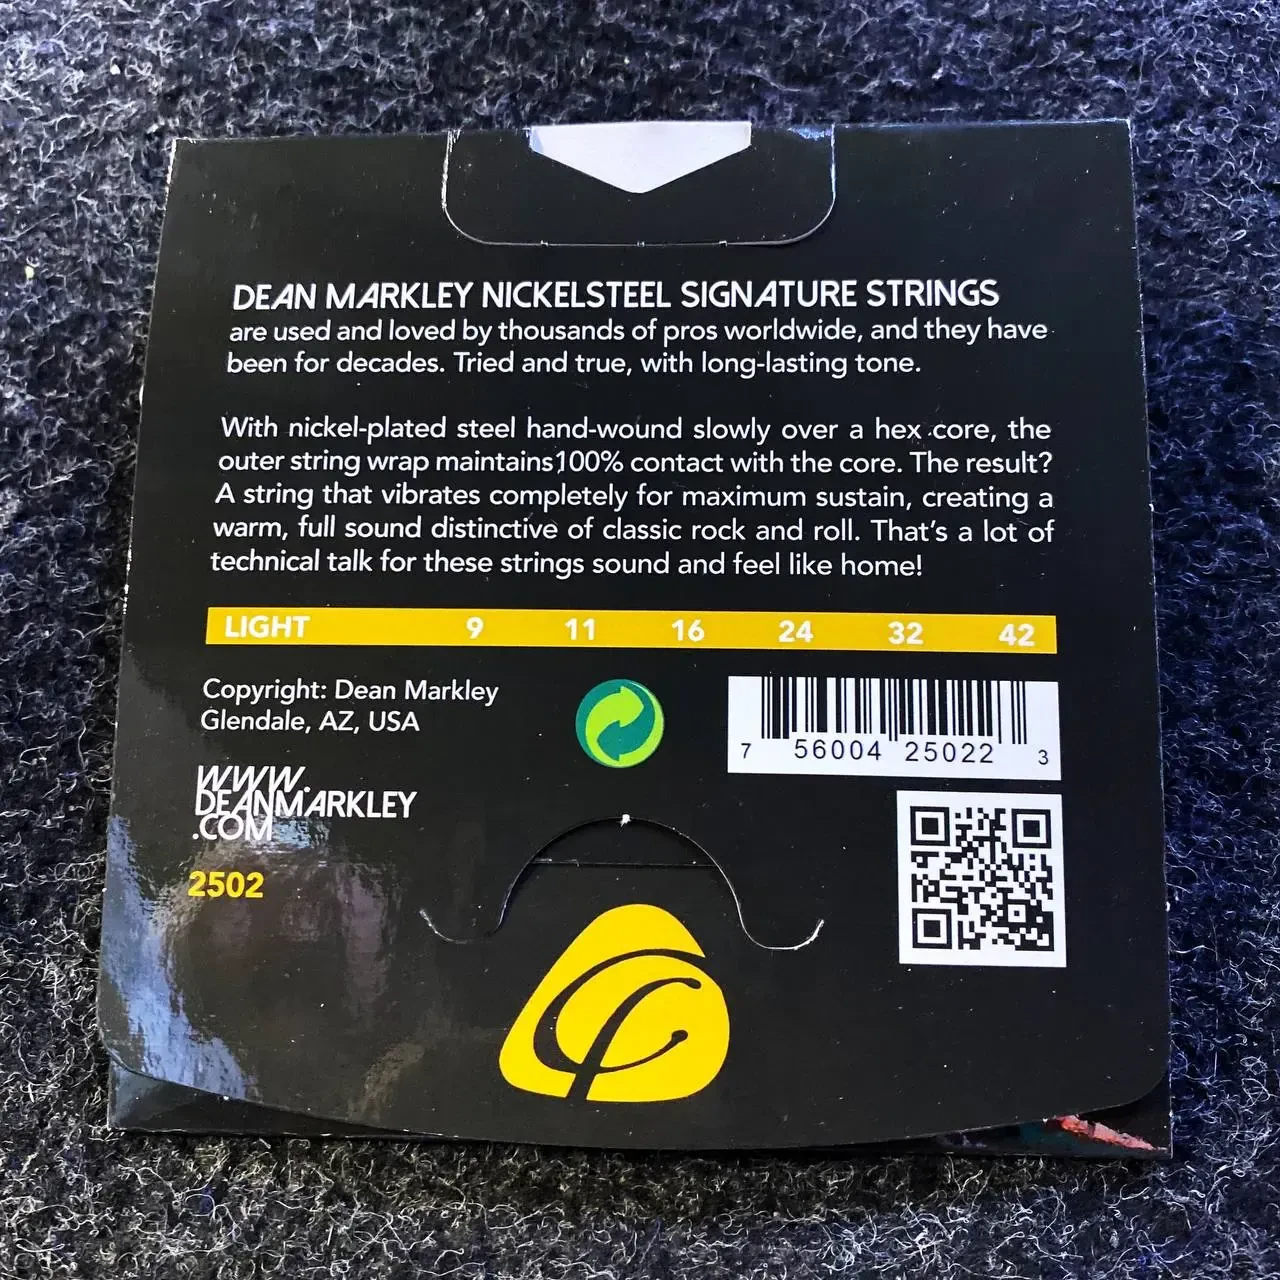 DEAN MARKLEY NICKELSTEEL SIGNATURE STRINGS
are used and loved by thousands of pros worldwide, and they have
been for decades. Tried and true, with long-lasting tone.
With nickel-plated steel hand-wound slowly over a hex core, the
outer string wrap maintains 100% contact with the core. The result?
A string that vibrates completely for maximum sustain, creating a
warm, full sound distinctive of classic rock and roll. That's a lot of
technical talk for these strings sound and feel like home!
LIGHT 9 11 16 24 32 42
Copyright: Dean Markley
Glendale, AZ, USA
7 56004 25022 3
WWW.
DEANMARKLEY
.COM
2502